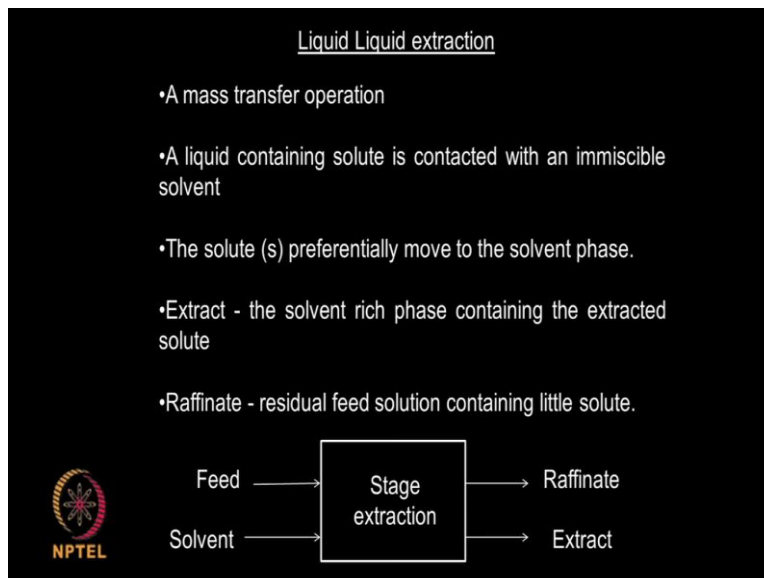 Liquid Liquid extraction
•A mass transfer operation
•A liquid containing solute is contacted with an immiscible
solvent
•The solute (s) preferentially move to the solvent phase.
•Extract - the solvent rich phase containing the extracted
solute
•Raffinate - residual feed solution containing little solute.
Feed
Solvent
Stage
extraction
Raffinate
Extract
NPTEL